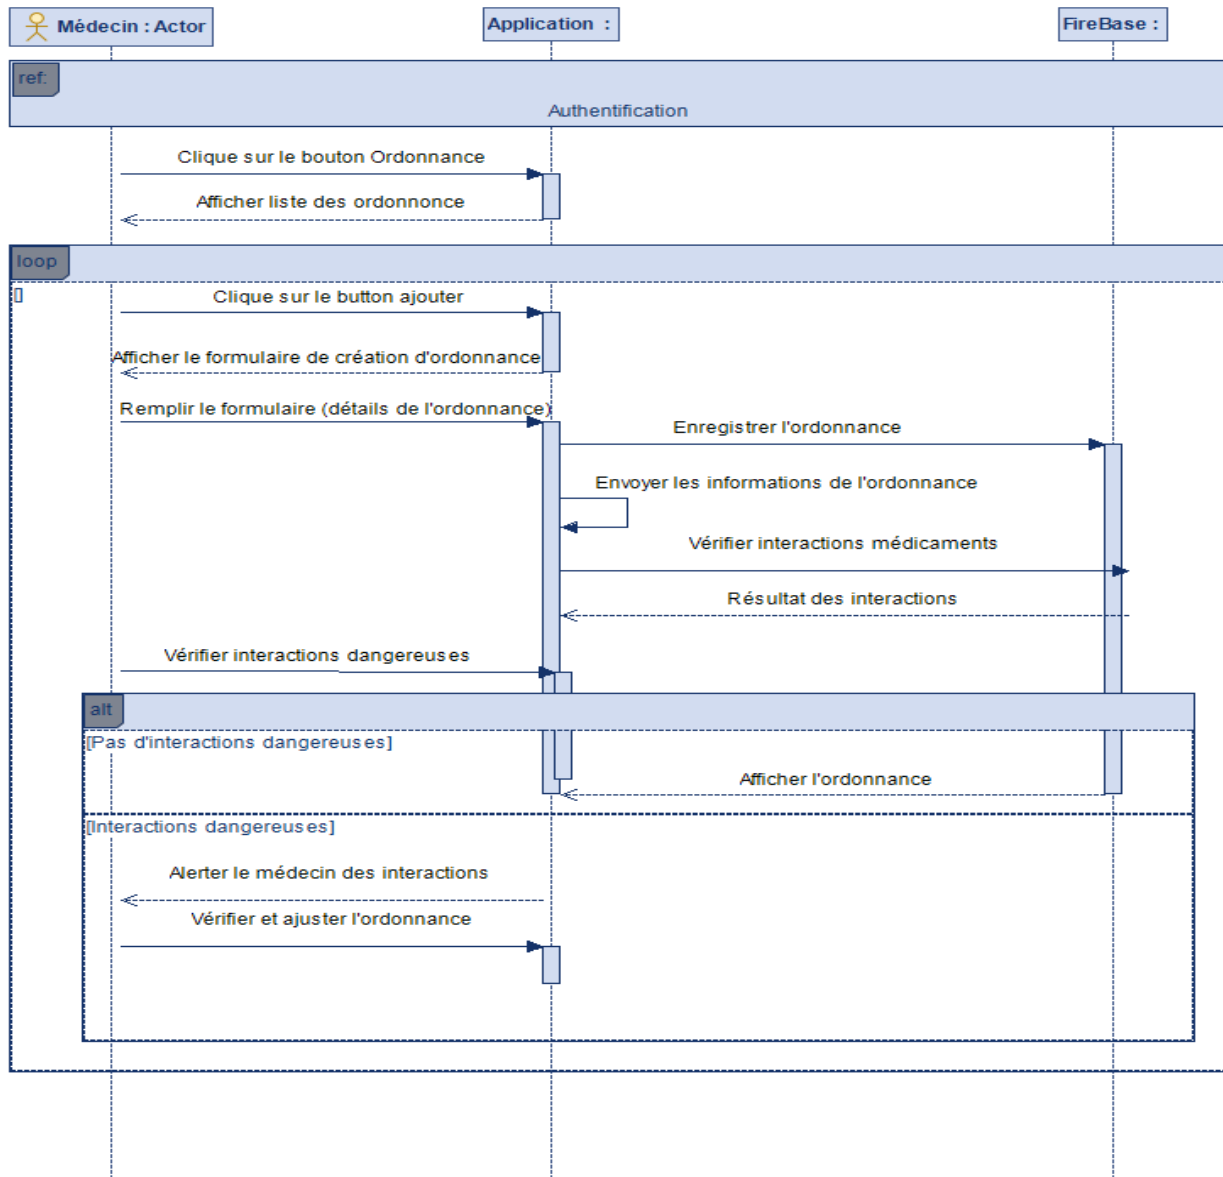 Médecin : Actor
Application :
FireBase :
ref:
Authentification
Clique sur le bouton Ordonnance
Afficher liste des ordonnonce
loop
[]
Clique sur le button ajouter
Afficher le formulaire de création d'ordonnance
Remplir le formulaire (détails de l'ordonnance)
Enregistrer l'ordonnance
Envoyer les informations de l'ordonnance
Vérifier interactions médicaments
Résultat des interactions
Vérifier interactions dangereuses
alt
[Pas d'interactions dangereuses]
Afficher l'ordonnance
[Interactions dangereuses]
Alerter le médecin des interactions
Vérifier et ajuster l'ordonnance